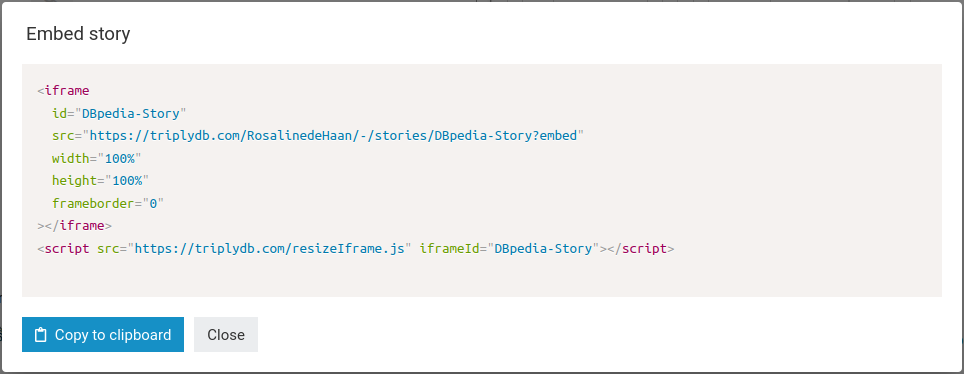 Embed story
<iframe
  id="DBpedia-Story"
  src="https://triplydb.com/RosalinedeHaan/-/stories/DBpedia-Story?embed"
  width="100%"
  height="100%"
  frameborder="0"
></iframe>
<script src="https://triplydb.com/resizeIframe.js" iframeId="DBpedia-Story"></script>
Copy to clipboard Close